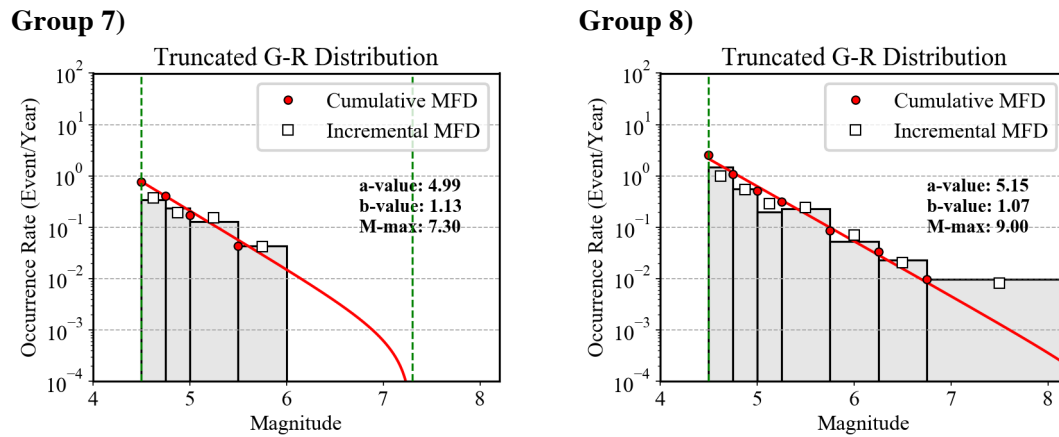 Group 7)
Truncated G-R Distribution
Occurrence Rate (Event/Year)
10^2
10^1
10^0
10^-1
10^-2
10^-3
10^-4
Cumulative MFD
Incremental MFD
a-value: 4.99
b-value: 1.13
M-max: 7.30
4 5 6 7 8
Magnitude
Group 8)
Truncated G-R Distribution
Occurrence Rate (Event/Year)
10^2
10^1
10^0
10^-1
10^-2
10^-3
10^-4
Cumulative MFD
Incremental MFD
a-value: 5.15
b-value: 1.07
M-max: 9.00
4 5 6 7 8
Magnitude